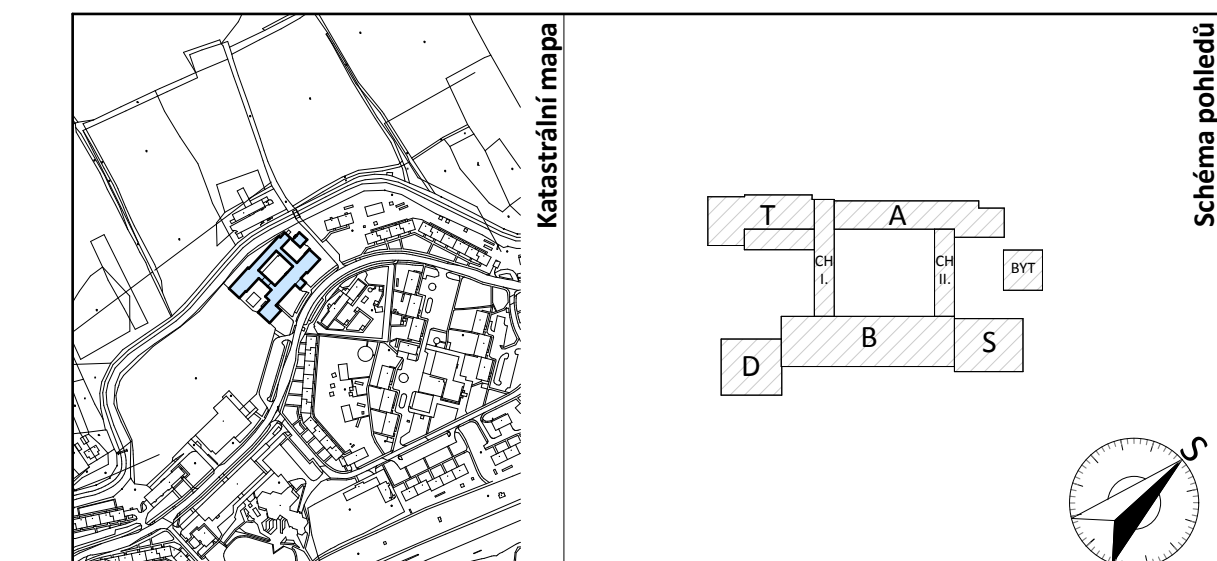 Katastrální mapa
Schéma pohledů
T
A
CH
I.
CH
II.
BYT
B
S
D
S